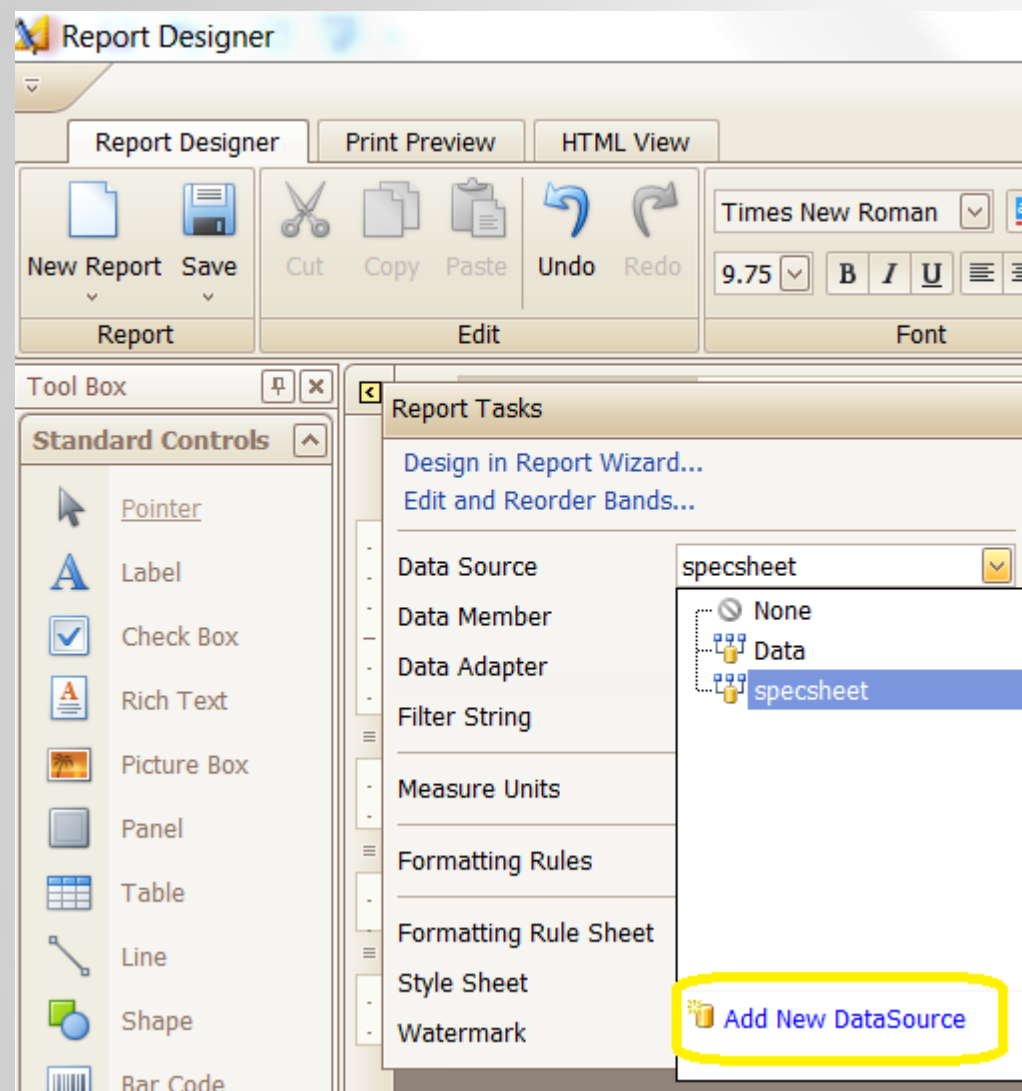 Report Designer
Report Designer
Print Preview
HTML View
New Report
Save
Cut
Copy
Paste
Undo
Redo
Times New Roman
9.75
B
I
U
Report
Edit
Font
Tool Box
Standard Controls
Pointer
Label
Check Box
Rich Text
Picture Box
Panel
Table
Line
Shape
Bar Code
Report Tasks
Design in Report Wizard...
Edit and Reorder Bands...
Data Source
specsheet
Data Member
Data Adapter
Filter String
Measure Units
Formatting Rules
Formatting Rule Sheet
Style Sheet
Watermark
None
Data
specsheet
Add New DataSource